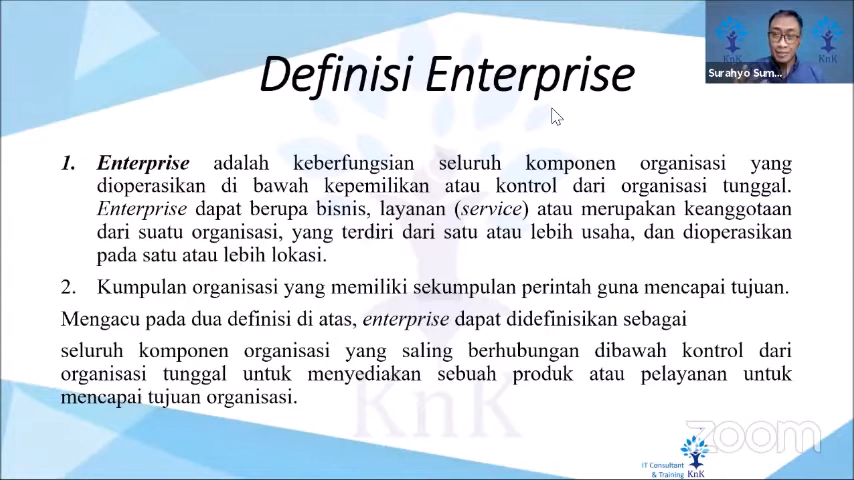 Definisi Enterprise
KnK
KnK
Surahyo Sum...
1. Enterprise adalah keberfungsian seluruh komponen organisasi yang
dioperasikan di bawah kepemilikan atau kontrol dari organisasi tunggal.
Enterprise dapat berupa bisnis, layanan (service) atau merupakan keanggotaan
dari suatu organisasi, yang terdiri dari satu atau lebih usaha, dan dioperasikan
pada satu atau lebih lokasi.
2. Kumpulan organisasi yang memiliki sekumpulan perintah guna mencapai tujuan.
Mengacu pada dua definisi di atas, enterprise dapat didefinisikan sebagai
seluruh komponen organisasi yang saling berhubungan dibawah kontrol dari
organisasi tunggal untuk menyediakan sebuah produk atau pelayanan untuk
mencapai tujuan organisasi.
KnK
zoom
IT Consultant
& Training KnK